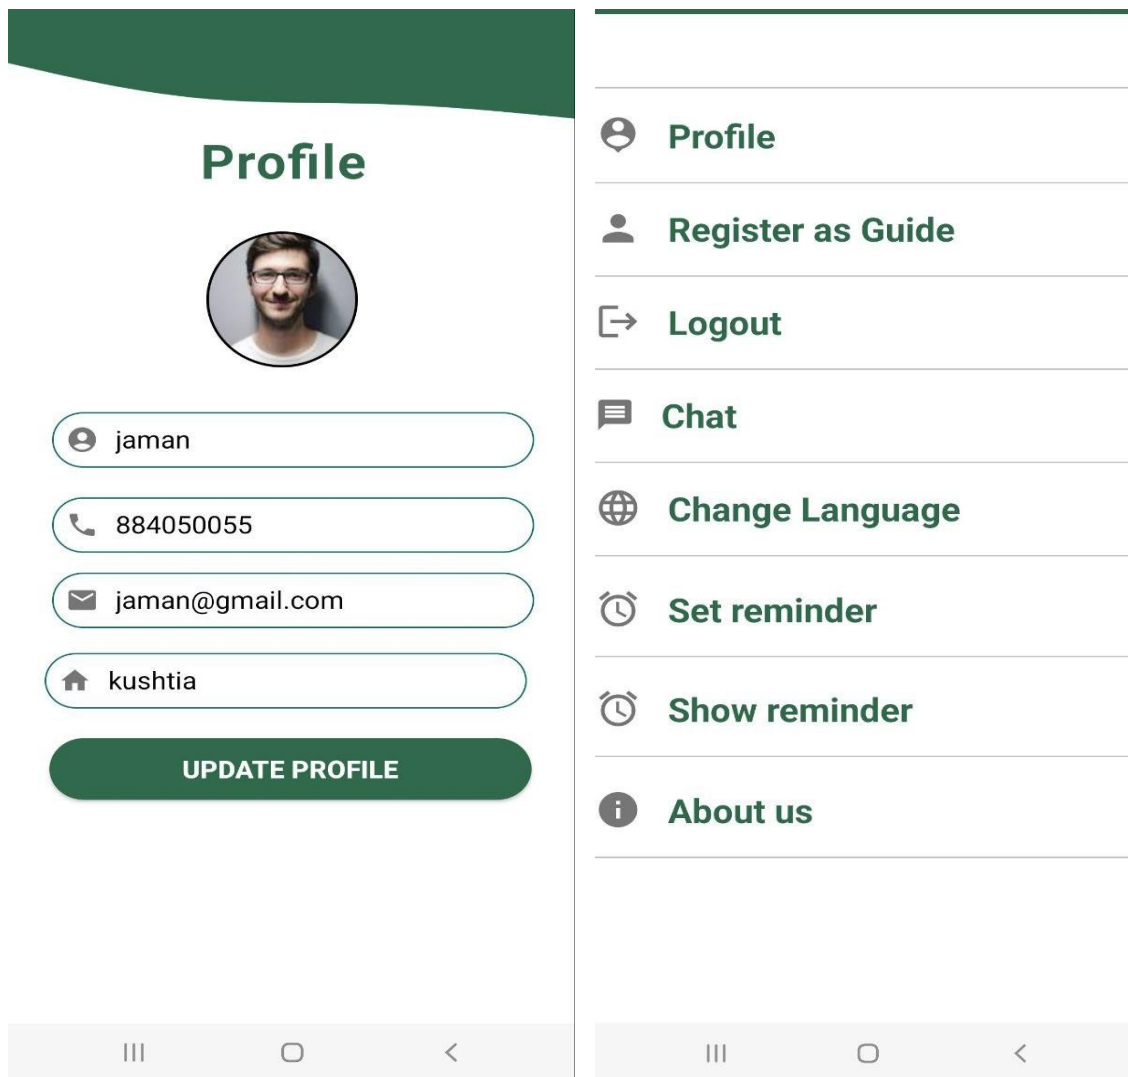 Profile
jaman
884050055
jaman@gmail.com
kushtia
UPDATE PROFILE
Profile
Register as Guide
Logout
Chat
Change Language
Set reminder
Show reminder
About us